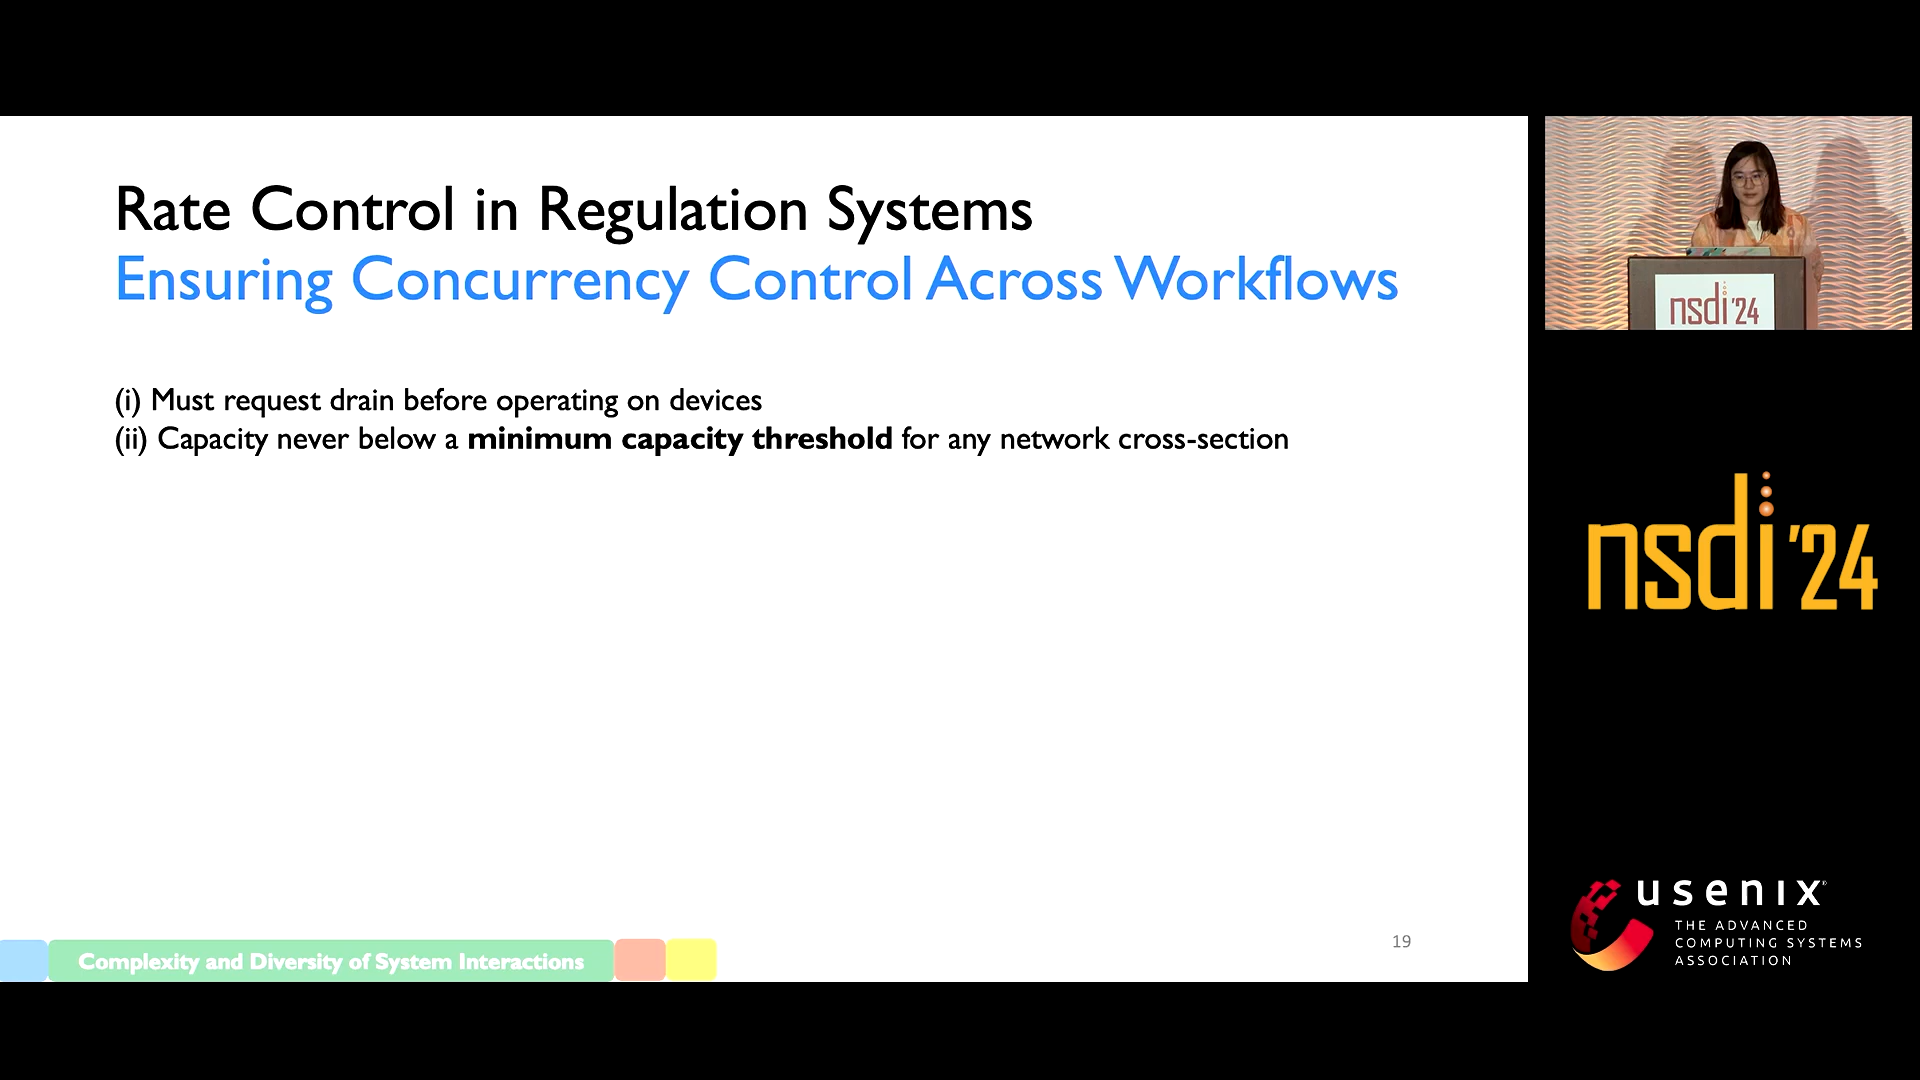 Rate Control in Regulation Systems
Ensuring Concurrency Control Across Workflows
(i) Must request drain before operating on devices
(ii) Capacity never below a minimum capacity threshold for any network cross-section
Complexity and Diversity of System Interactions
19
nsdi '24
nsdi '24
usenix
THE ADVANCED
COMPUTING SYSTEMS
ASSOCIATION